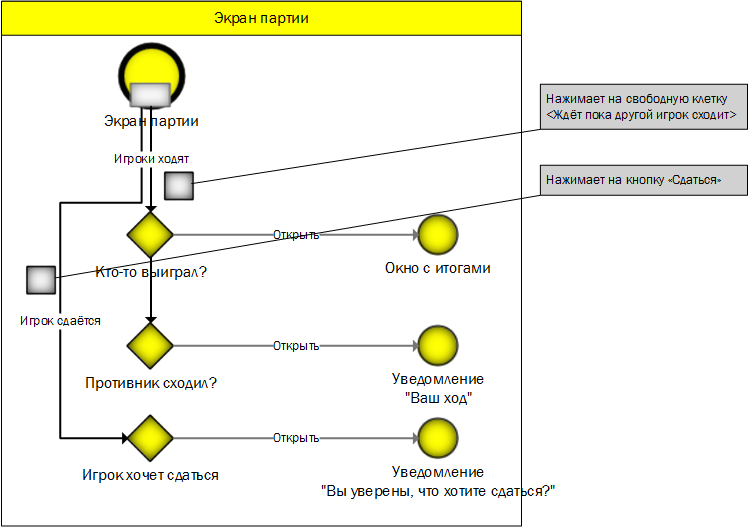 Экран партии
Экран партии
Нажимает на свободную клетку
<Ждёт пока другой игрок сходит>
Игроки ходят
Нажимает на кнопку «Сдаться»
Открыть
Кто-то выиграл?
Окно с итогами
Игрок сдаётся
Открыть
Противник сходил?
Уведомление
"Ваш ход"
Открыть
Игрок хочет сдаться
Уведомление
"Вы уверены, что хотите сдаться?"